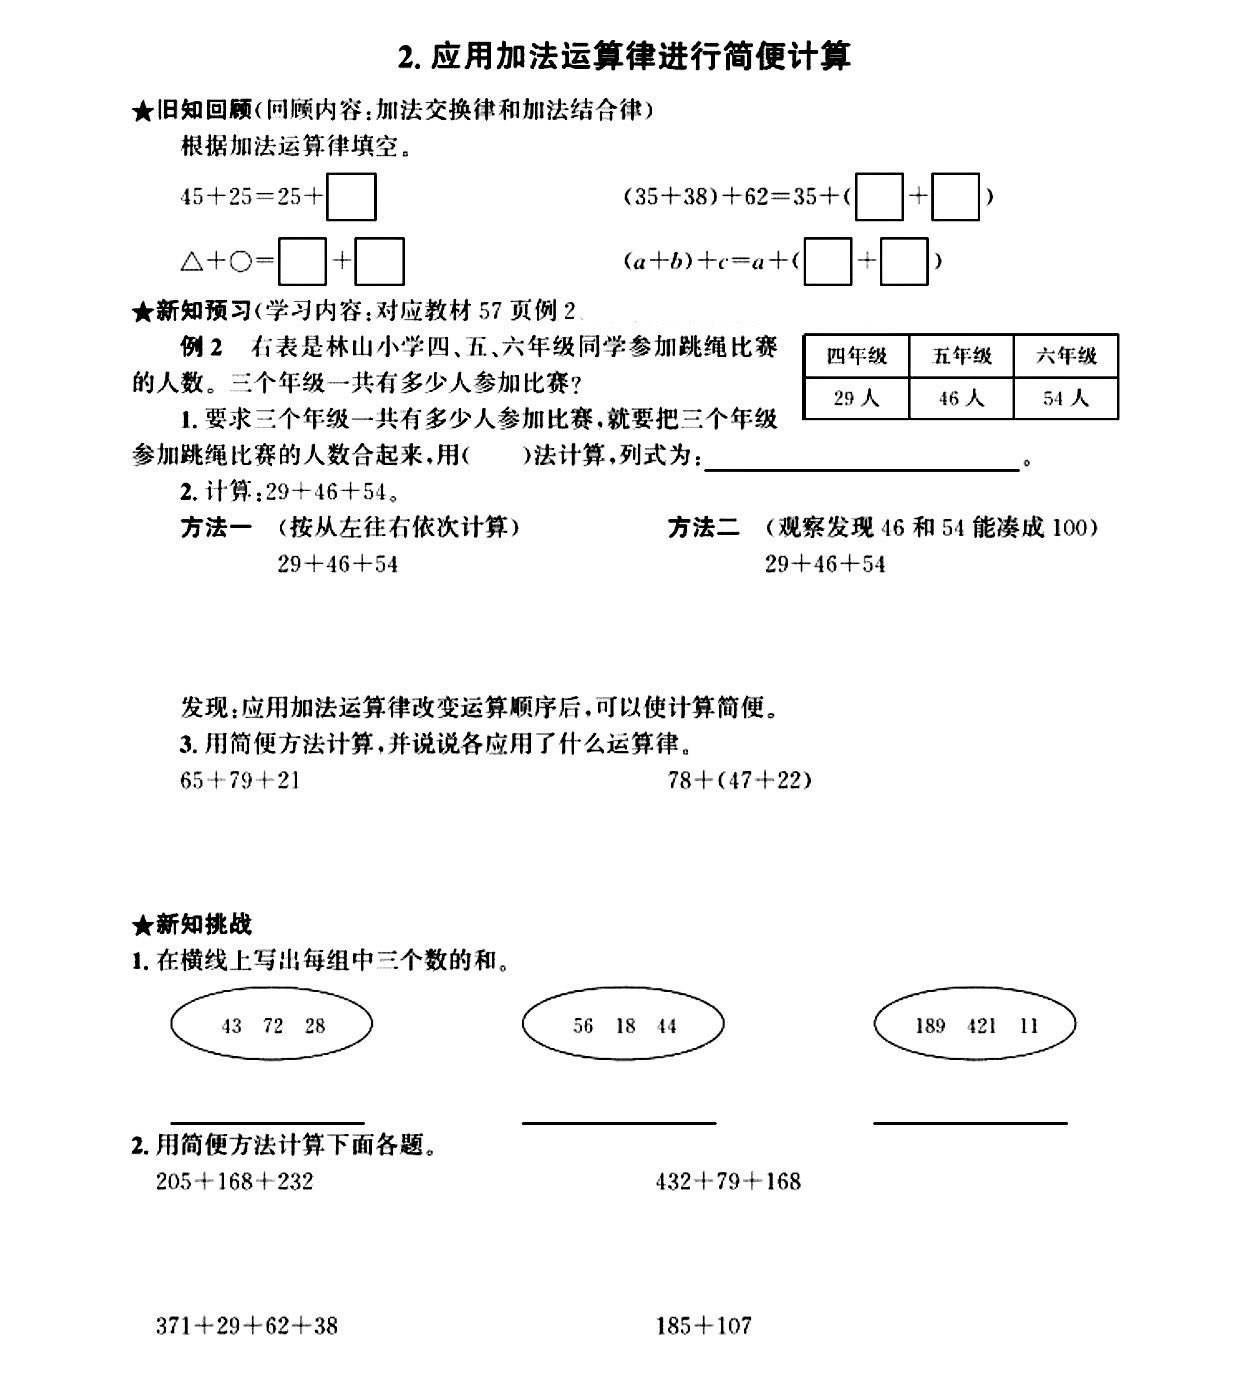 2. 应用加法运算律进行简便计算
★旧知回顾(回顾内容:加法交换律和加法结合律)
根据加法运算律填空。
45+25=25+□ (35+38)+62=35+(□+□)
△+○=□+□ (a+b)+c=a+(□+□)
★新知预习(学习内容:对应教材 57 页例 2
例 2 右表是林山小学四、五、六年级同学参加跳绳比赛
的人数。三个年级一共有多少人参加比赛?
四年级 五年级 六年级
29 人 46 人 54 人
1. 要求三个年级一共有多少人参加比赛,就要把三个年级
参加跳绳比赛的人数合起来,用( )法计算,列式为:______。
2. 计算:29+46+54。
方法一 (按从左往右依次计算) 方法二 (观察发现 46 和 54 能凑成 100)
29+46+54 29+46+54
发现:应用加法运算律改变运算顺序后,可以使计算简便。
3. 用简便方法计算,并说说各应用了什么运算律。
65+79+21 78+(47+22)
★新知挑战
1. 在横线上写出每组中三个数的和。
43 72 28 56 18 44 189 421 11
2. 用简便方法计算下面各题。
205+168+232 432+79+168
371+29+62+38 185+107